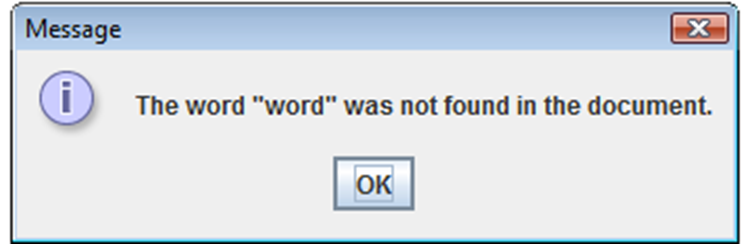 Message
The word "word" was not found in the document.
OK